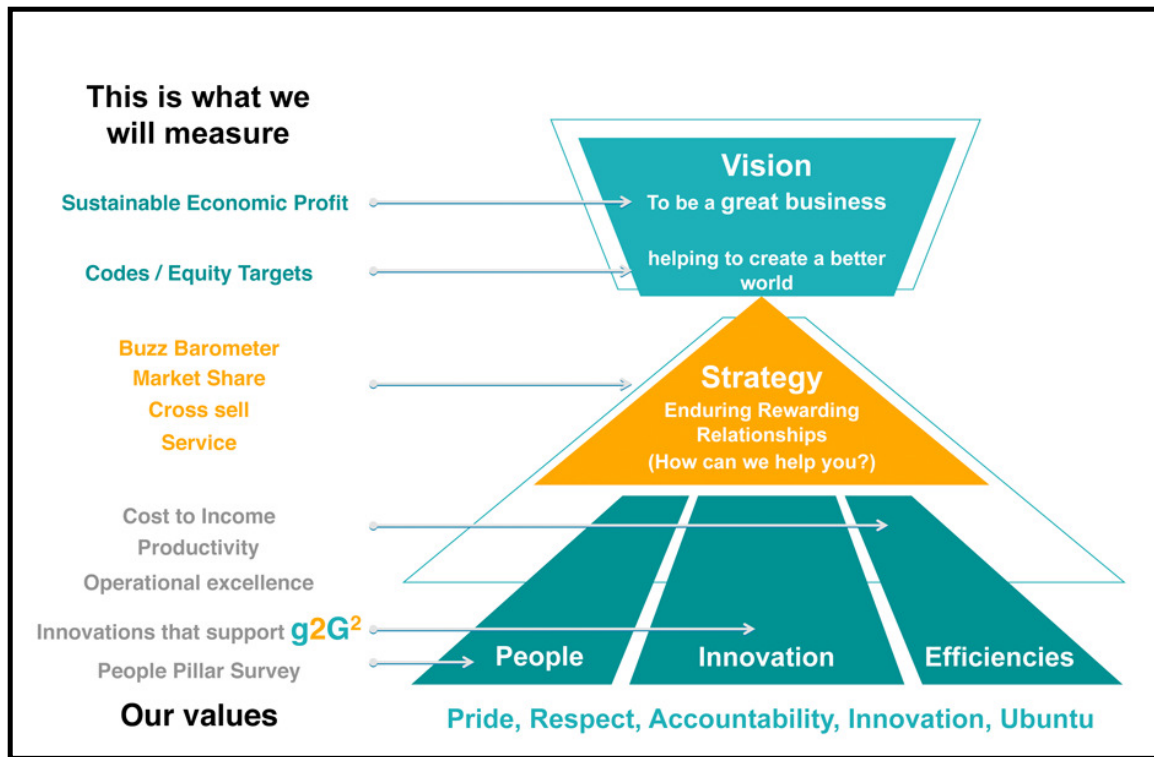 This is what we
will measure
Sustainable Economic Profit
Codes / Equity Targets
Buzz Barometer
Market Share
Cross sell
Service
Cost to Income
Productivity
Operational excellence
Innovations that support g2G²
People Pillar Survey
Our values
Vision
To be a great business
helping to create a better
world
Strategy
Enduring Rewarding
Relationships
(How can we help you?)
People
Innovation
Efficiencies
Pride, Respect, Accountability, Innovation, Ubuntu